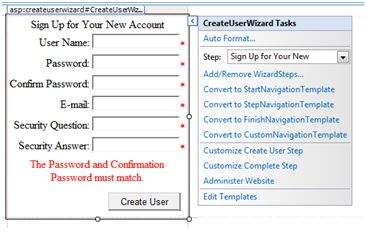 asp:createuserwizard#CreateUserWiz...
Sign Up for Your New Account
User Name: *
Password: *
Confirm Password: *
E-mail: *
Security Question: *
Security Answer: *
The Password and Confirmation
Password must match.
Create User
CreateUserWizard Tasks
Auto Format...
Step: Sign Up for Your New
Add/Remove WizardSteps...
Convert to StartNavigationTemplate
Convert to StepNavigationTemplate
Convert to FinishNavigationTemplate
Convert to CustomNavigationTemplate
Customize Create User Step
Customize Complete Step
Administer Website
Edit Templates